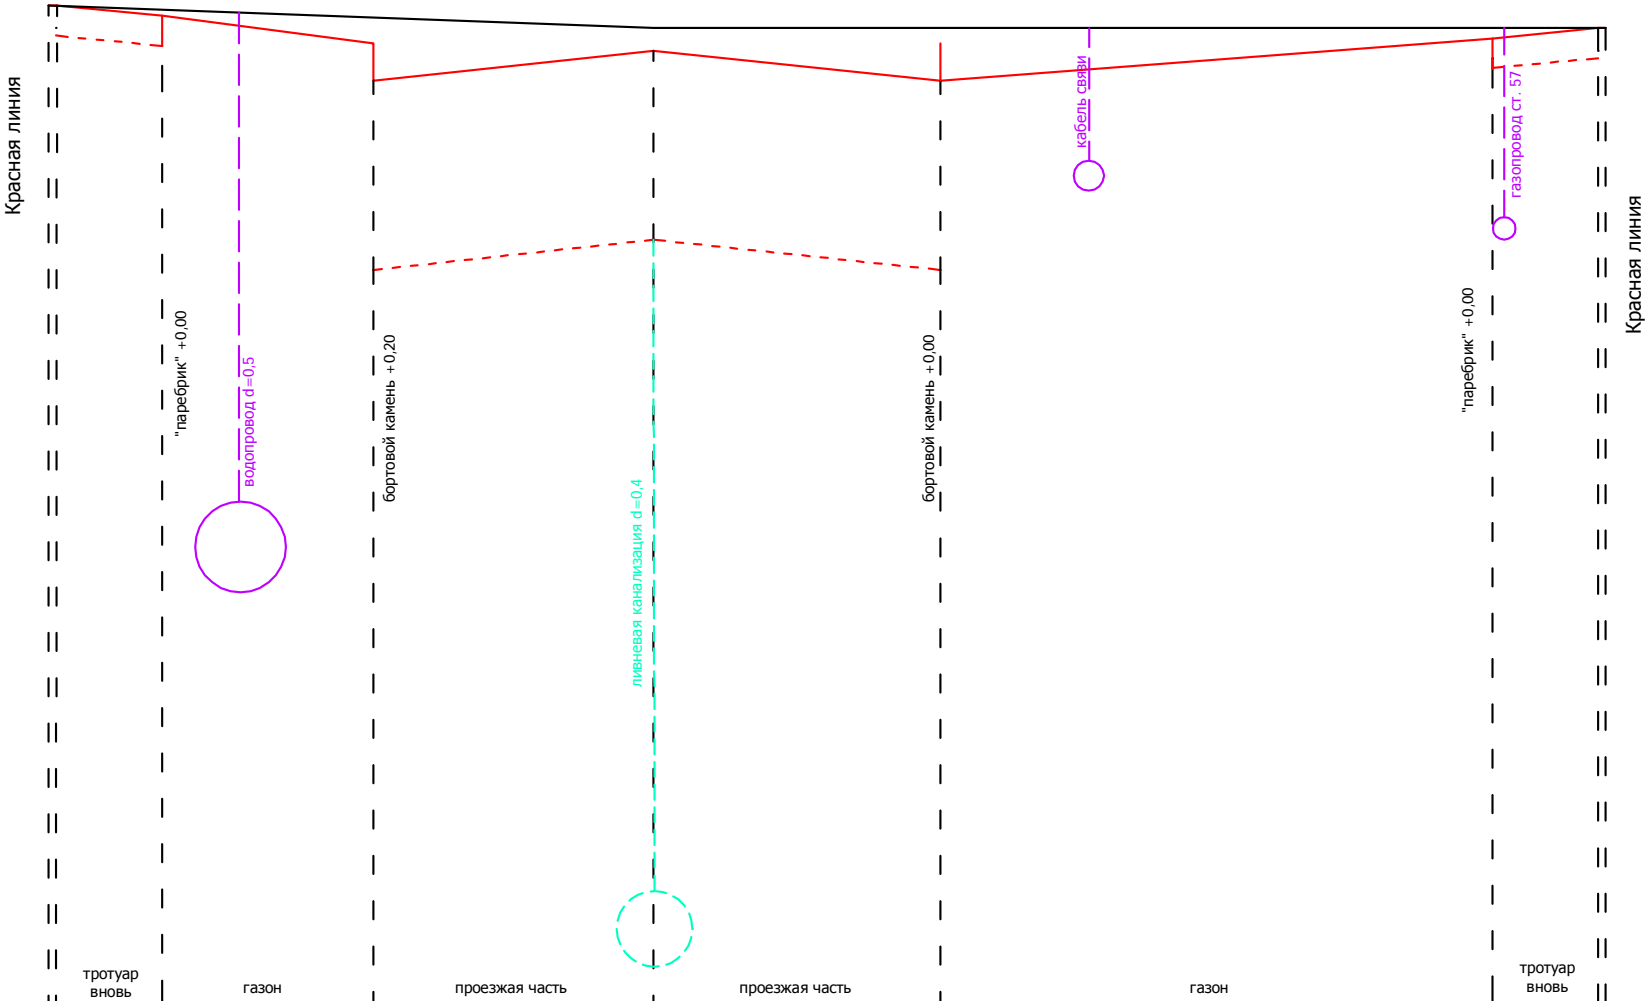 Красная линия
"паребрик" +0,00
водопровод d=0,5
бортовой камень +0,20
ливневая канализация d=0,4
бортовой камень +0,00
кабель связи
"паребрик" +0,00
газопровод ст. 57
Красная линия
тротуар
вновь
газон
проезжая часть
проезжая часть
газон
тротуар
вновь